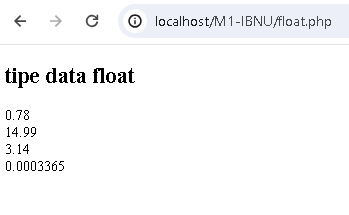 localhost/M1-IBNU/float.php
tipe data float
0.78
14.99
3.14
0.0003365